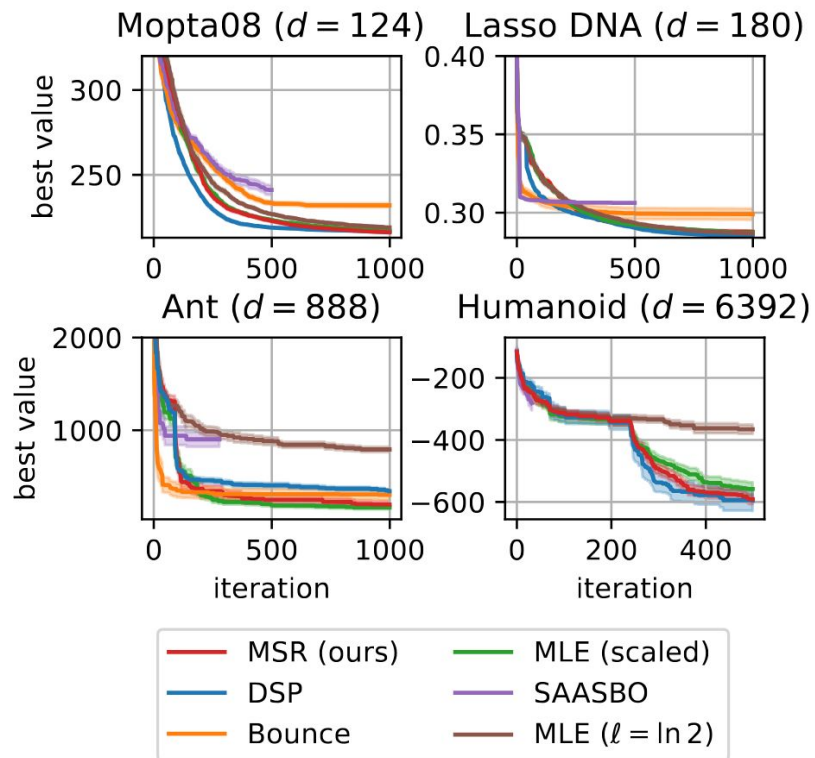 Mopta08 (d = 124)
Lasso DNA (d = 180)
best value
300
250
0 500 1000
0.40
0.35
0.30
0 500 1000
Ant (d = 888)
Humanoid (d = 6392)
best value
2000
1000
0 500 1000
iteration
−200
−400
−600
0 200 400
iteration
MSR (ours)
DSP
Bounce
MLE (scaled)
SAASBO
MLE (ℓ = ln 2)